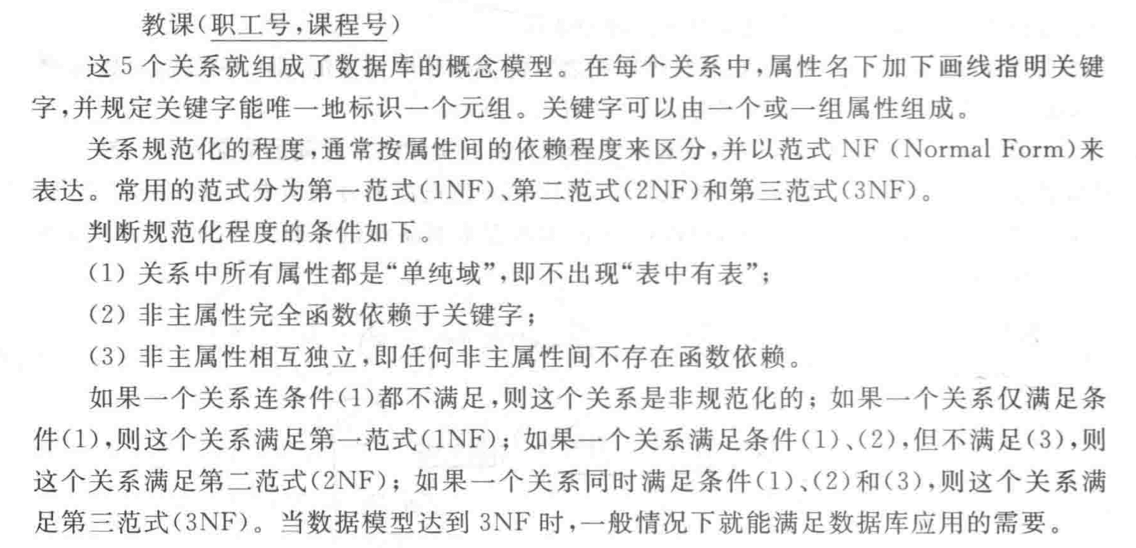 教课(职工号,课程号)
这5个关系就组成了数据库的概念模型。在每个关系中,属性名下加下画线指明关键
字,并规定关键字能唯一地标识一个元组。关键字可以由一个或一组属性组成。
关系规范化的程度,通常按属性间的依赖程度来区分,并以范式 NF (Normal Form)来
表达。常用的范式分为第一范式(1NF)、第二范式(2NF)和第三范式(3NF)。
判断规范化程度的条件如下。
(1) 关系中所有属性都是“单纯域”,即不出现“表中有表”;
(2) 非主属性完全函数依赖于关键字;
(3) 非主属性相互独立,即任何非主属性间不存在函数依赖。
如果一个关系连条件(1)都不满足,则这个关系是非规范化的; 如果一个关系仅满足条
件(1),则这个关系满足第一范式(1NF); 如果一个关系满足条件(1)、(2),但不满足(3),则
这个关系满足第二范式(2NF); 如果一个关系同时满足条件(1)、(2)和(3),则这个关系满
足第三范式(3NF)。当数据模型达到 3NF 时,一般情况下就能满足数据库应用的需要。